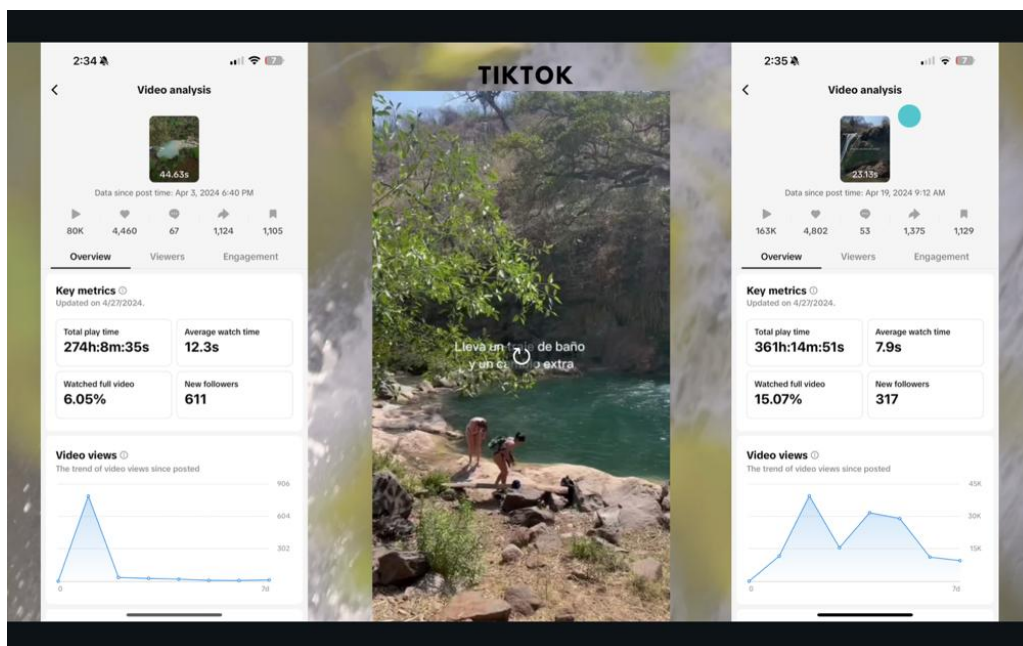 2:34
7
Video analysis
44.63s
Data since post time: Apr 3, 2024 6:40 PM
80K
4,460
67
1,124
1,105
Overview
Viewers
Engagement
Key metrics
Updated on 4/27/2024.
Total play time
274h:8m:35s
Average watch time
12.3s
Watched full video
6.05%
New followers
611
Video views
The trend of video views since posted
906
604
302
0
7d
TIKTOK
Lleva un traje de baño
y un cambio extra
2:35
7
Video analysis
23.13s
Data since post time: Apr 19, 2024 9:12 AM
163K
4,802
53
1,375
1,129
Overview
Viewers
Engagement
Key metrics
Updated on 4/27/2024.
Total play time
361h:14m:51s
Average watch time
7.9s
Watched full video
15.07%
New followers
317
Video views
The trend of video views since posted
45K
30K
15K
0
7d